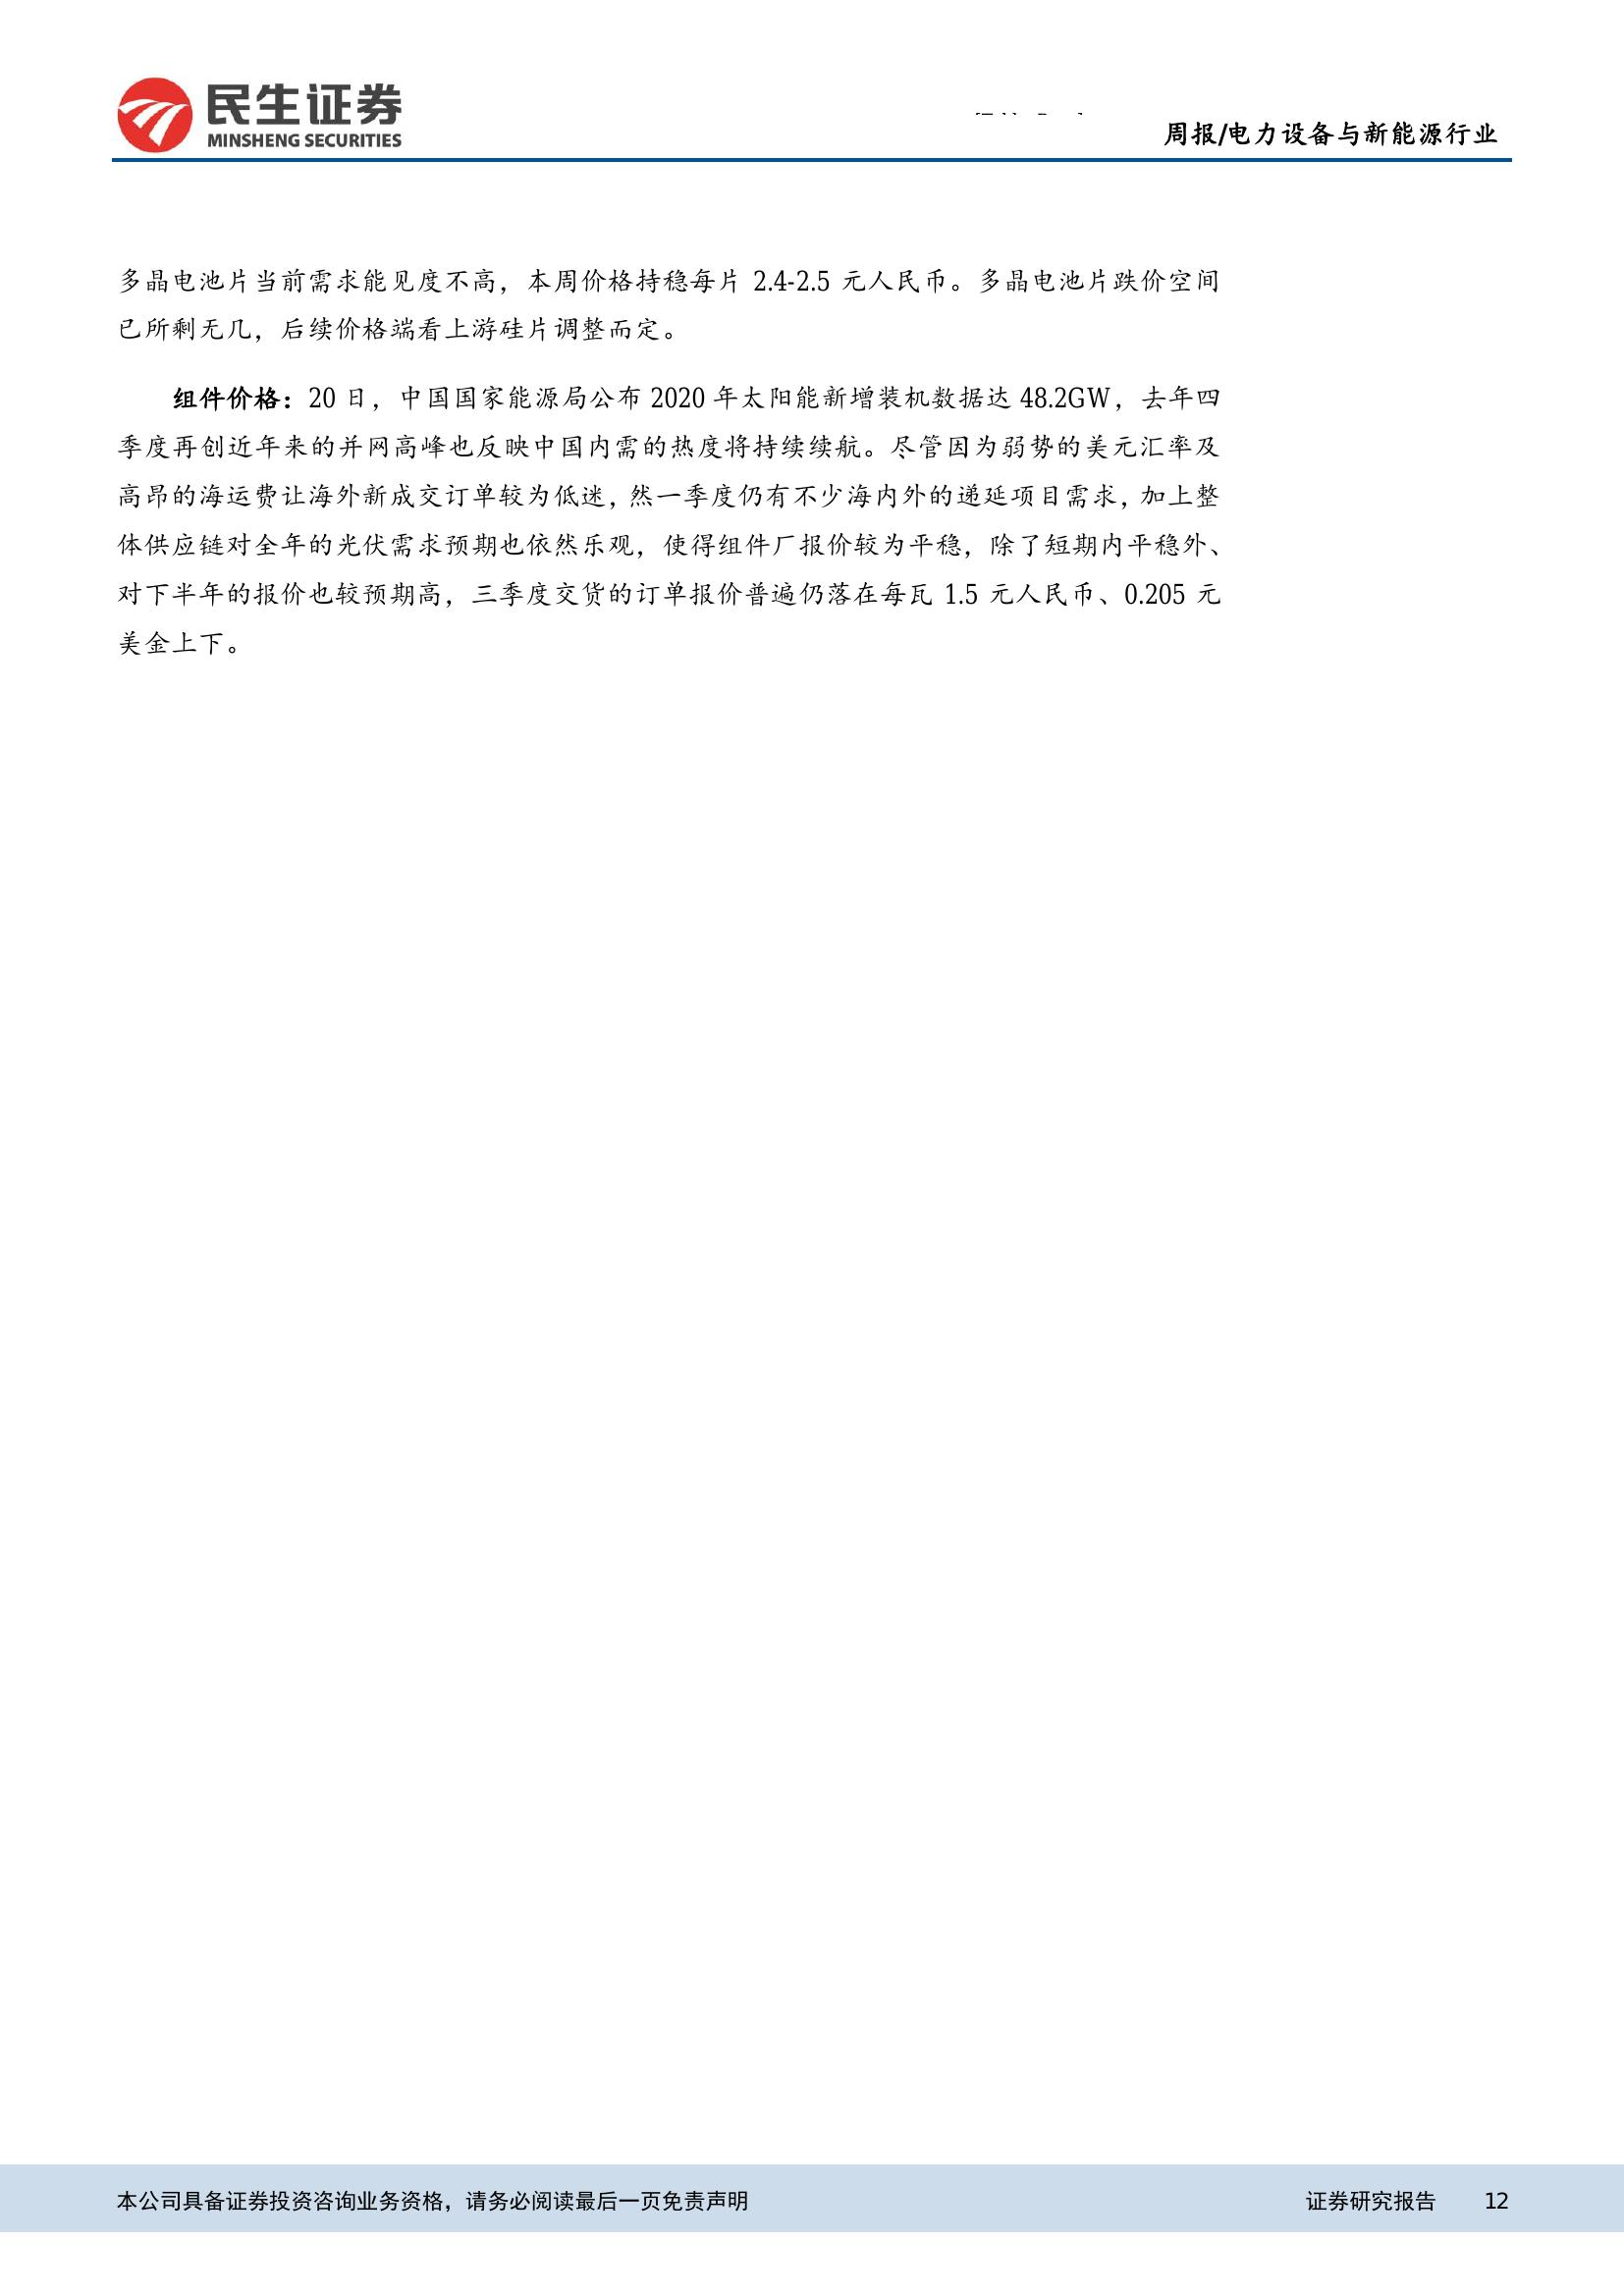 民生证券
MINSHENG SECURITIES
周报/电力设备与新能源行业
多晶电池片当前需求能见度不高，本周价格持稳每片 2.4-2.5 元人民币。多晶电池片跌价空间
已所剩无几，后续价格端看上游硅片调整而定。
组件价格：20 日，中国国家能源局公布 2020 年太阳能新增装机数据达 48.2GW，去年四
季度再创近年来的并网高峰也反映中国内需的热度将持续续航。尽管因为弱势的美元汇率及
高昂的海运费让海外新成交订单较为低迷，然一季度仍有不少海内外的递延项目需求，加上整
体供应链对全年的光伏需求预期也依然乐观，使得组件厂报价较为平稳，除了短期内平稳外、
对下半年的报价也较预期高，三季度交货的订单报价普遍仍落在每瓦 1.5 元人民币、0.205 元
美金上下。
本公司具备证券投资咨询业务资格，请务必阅读最后一页免责声明
证券研究报告 12